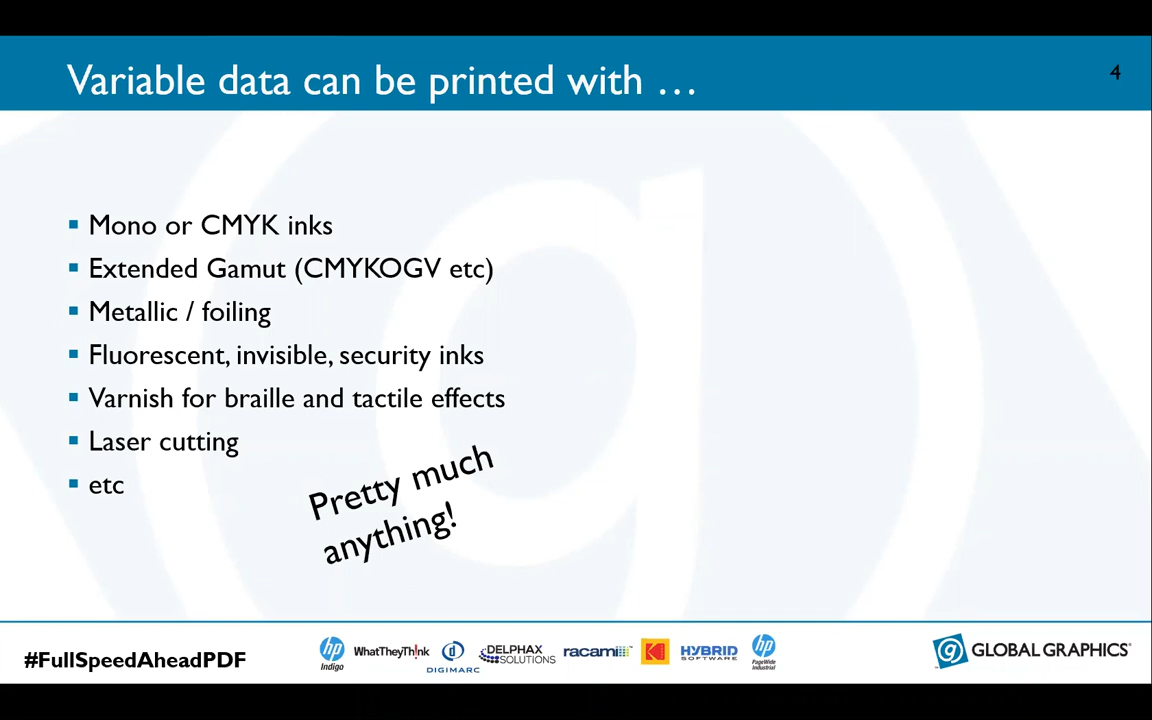 Variable data can be printed with …
4
Mono or CMYK inks
Extended Gamut (CMYKOGV etc)
Metallic / foiling
Fluorescent, invisible, security inks
Varnish for braille and tactile effects
Laser cutting
etc
Pretty much
anything!
#FullSpeedAheadPDF
hp
Indigo
WhatTheyThink
DIGIMARC
DELPHAX
SOLUTIONS
racami
HYBRID
SOFTWARE
hp
PageWide
Industrial
g
GLOBAL GRAPHICS®